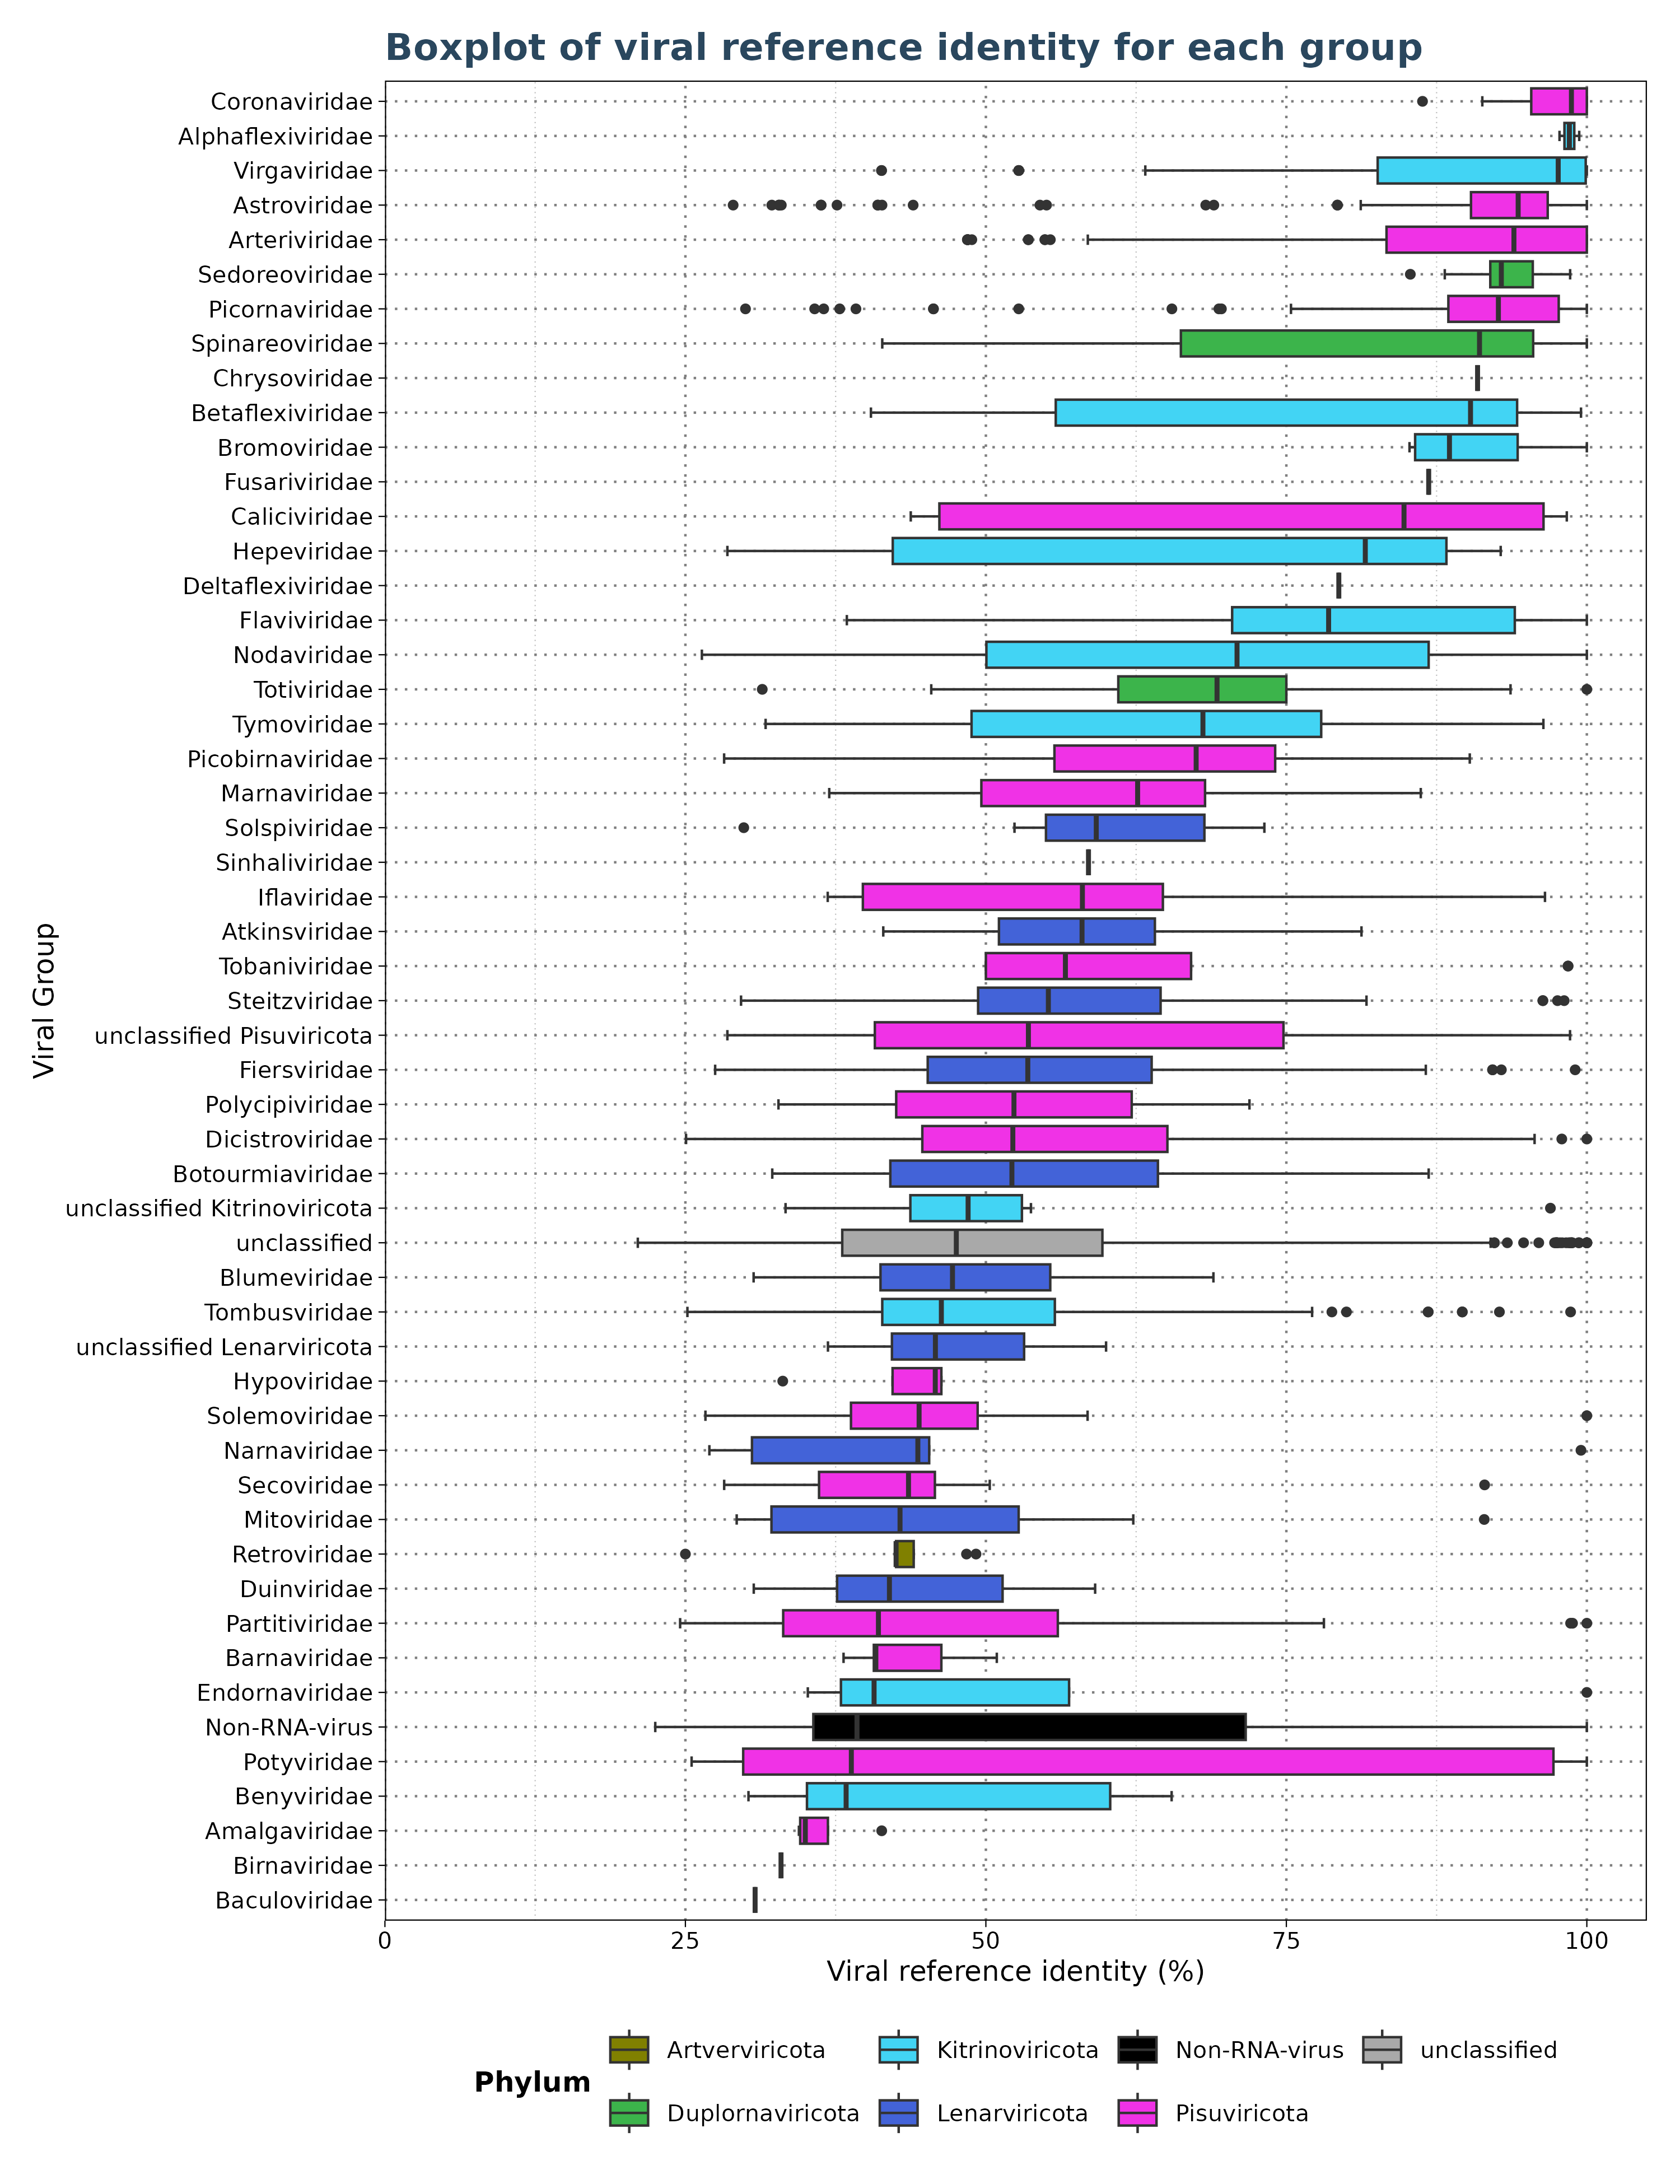 Boxplot of viral reference identity for each group
Coronaviridae
Alphaflexiviridae
Virgaviridae
Astroviridae
Arteriviridae
Sedoreoviridae
Picornaviridae
Spinareoviridae
Chrysoviridae
Betaflexiviridae
Bromoviridae
Fusariviridae
Caliciviridae
Hepeviridae
Deltaflexiviridae
Flaviviridae
Nodaviridae
Totiviridae
Tymoviridae
Picobirnaviridae
Marnaviridae
Solspiviridae
Sinhaliviridae
Iflaviridae
Atkinsviridae
Tobaniviridae
Steitzviridae
unclassified Pisuviricota
Fiersviridae
Polycipiviridae
Dicistroviridae
Botourmiaviridae
unclassified Kitrinoviricota
unclassified
Blumeviridae
Tombusviridae
unclassified Lenarviricota
Hypoviridae
Solemoviridae
Narnaviridae
Secoviridae
Mitoviridae
Retroviridae
Duinviridae
Partitiviridae
Barnaviridae
Endornaviridae
Non-RNA-virus
Potyviridae
Benyviridae
Amalgaviridae
Birnaviridae
Baculoviridae
Viral Group
0 25 50 75 100
Viral reference identity (%)
Phylum
Artverviricota Kitrinoviricota Non-RNA-virus unclassified
Duplornaviricota Lenarviricota Pisuviricota